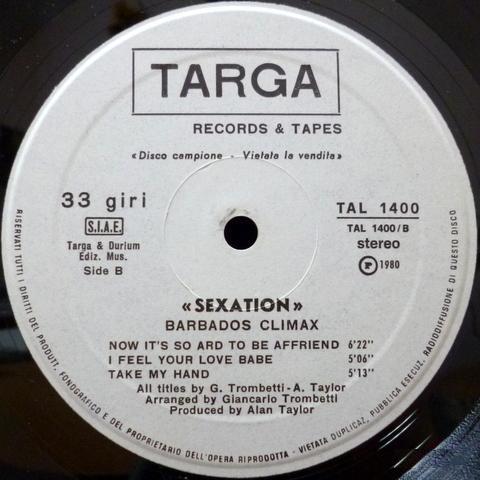 TARGA
RECORDS & TAPES
«Disco campione - Vietata la vendita»
33 giri
S.I.A.E.
Targa & Durium
Ediz. Mus.
Side B
TAL 1400
TAL 1400/B
stereo
P 1980
«SEXATION»
BARBADOS CLIMAX
NOW IT'S SO ARD TO BE AFFRIEND 6'22"
I FEEL YOUR LOVE BABE 5'06"
TAKE MY HAND 5'13"
All titles by G. Trombetti - A. Taylor
Arranged by Giancarlo Trombetti
Produced by Alan Taylor
RISERVATI TUTTI I DIRITTI DEL PRODUT. FONOGRAFICO E DEL PROPRIETARIO DELL'OPERA RIPRODOTTA - VIETATA DUPLICAZ. PUBBLICA ESECUZ. RADIODIFFUSIONE DI QUESTO DISCO